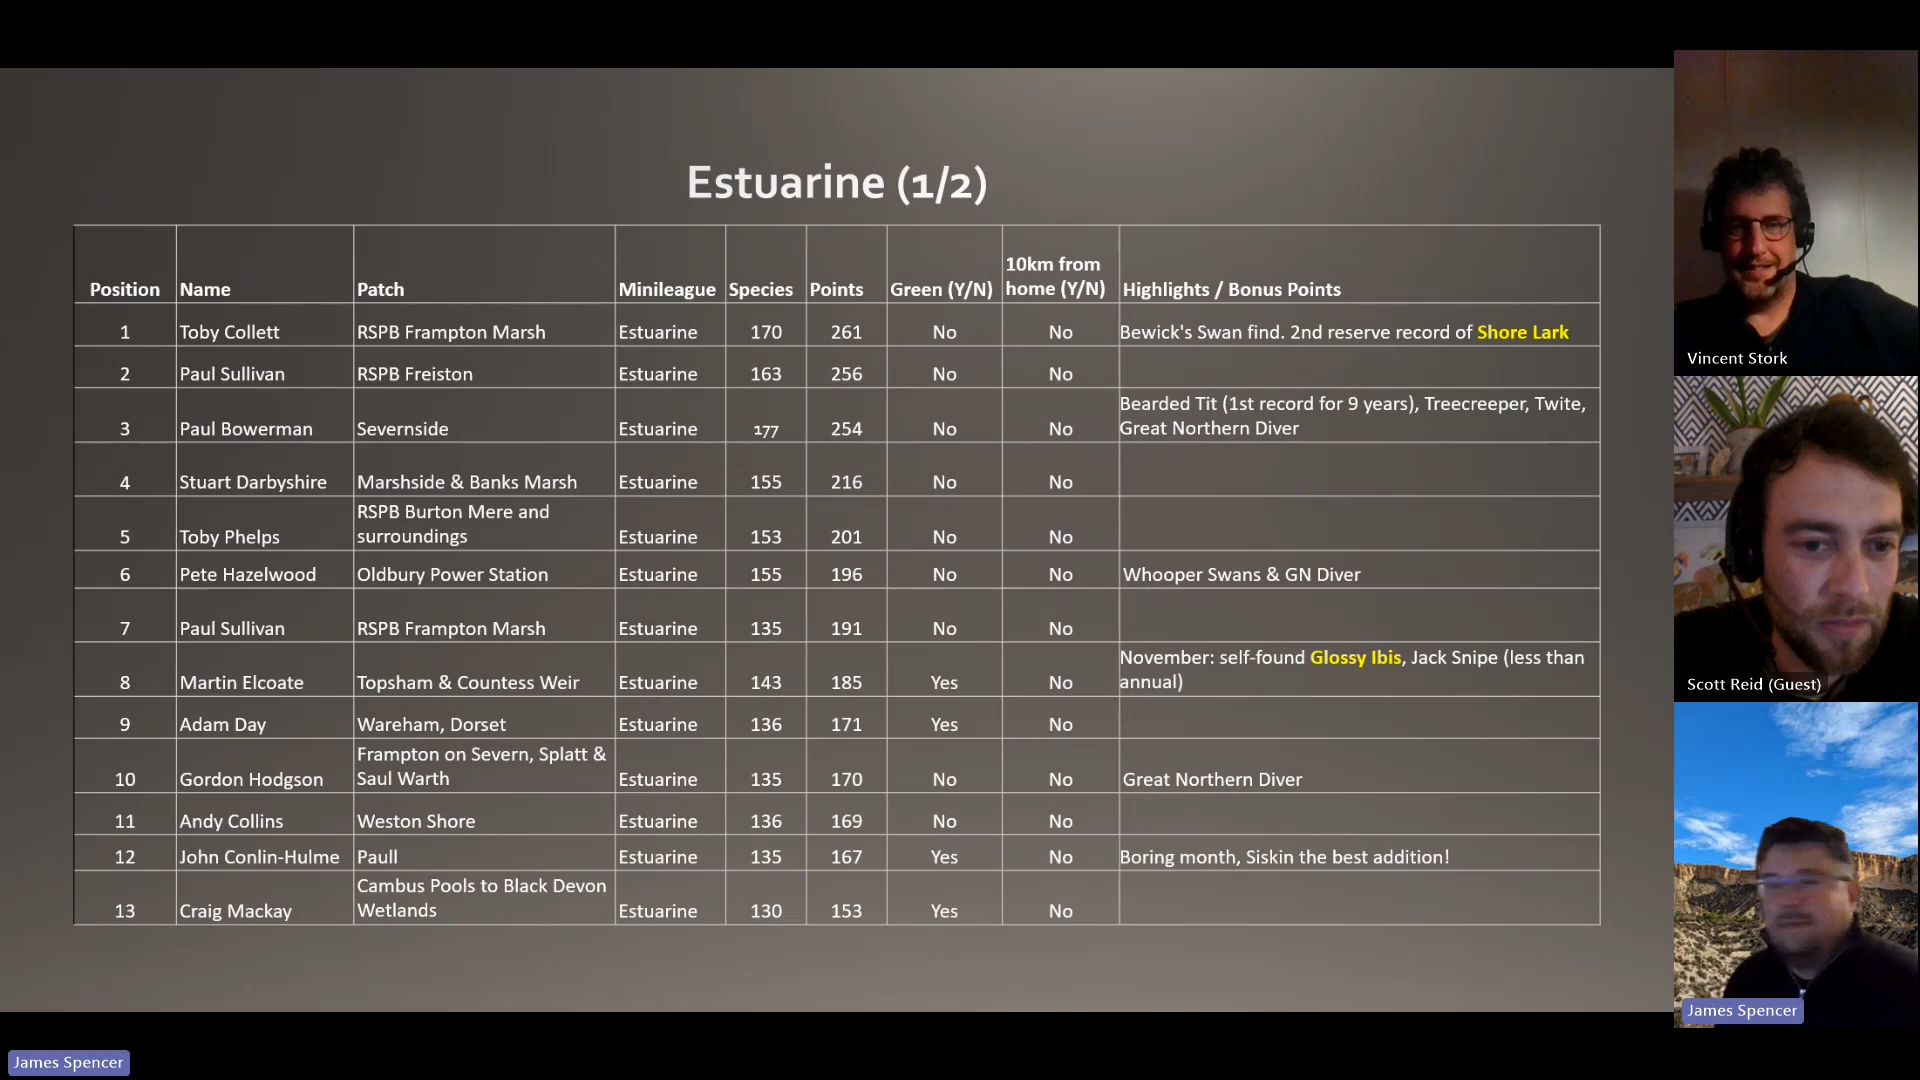 Estuarine (1/2)
Position Name Patch Minileague Species Points Green (Y/N) 10km from home (Y/N) Highlights / Bonus Points
1 Toby Collett RSPB Frampton Marsh Estuarine 170 261 No No Bewick's Swan find. 2nd reserve record of Shore Lark
2 Paul Sullivan RSPB Freiston Estuarine 163 256 No No
3 Paul Bowerman Severnside Estuarine 177 254 No No Bearded Tit (1st record for 9 years), Treecreeper, Twite, Great Northern Diver
4 Stuart Darbyshire Marshside & Banks Marsh Estuarine 155 216 No No
5 Toby Phelps RSPB Burton Mere and surroundings Estuarine 153 201 No No
6 Pete Hazelwood Oldbury Power Station Estuarine 155 196 No No Whooper Swans & GN Diver
7 Paul Sullivan RSPB Frampton Marsh Estuarine 135 191 No No
8 Martin Elcoate Topsham & Countess Weir Estuarine 143 185 Yes No November: self-found Glossy Ibis, Jack Snipe (less than annual)
9 Adam Day Wareham, Dorset Estuarine 136 171 Yes No
10 Gordon Hodgson Frampton on Severn, Splatt & Saul Warth Estuarine 135 170 No No Great Northern Diver
11 Andy Collins Weston Shore Estuarine 136 169 No No
12 John Conlin-Hulme Paull Estuarine 135 167 Yes No Boring month, Siskin the best addition!
13 Craig Mackay Cambus Pools to Black Devon Wetlands Estuarine 130 153 Yes No
Vincent Stork
Scott Reid (Guest)
James Spencer
James Spencer